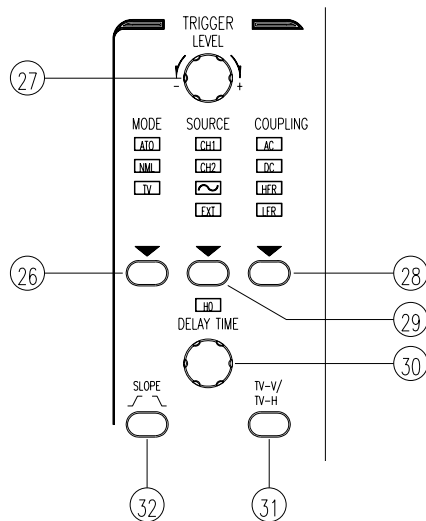 TRIGGER
LEVEL
27
- +
MODE SOURCE COUPLING
ATO CH1 AC
NML CH2 DC
TV HFR
EXT LFR
26
28
29
HO
DELAY TIME
30
SLOPE TV-V/
TV-H
32 31